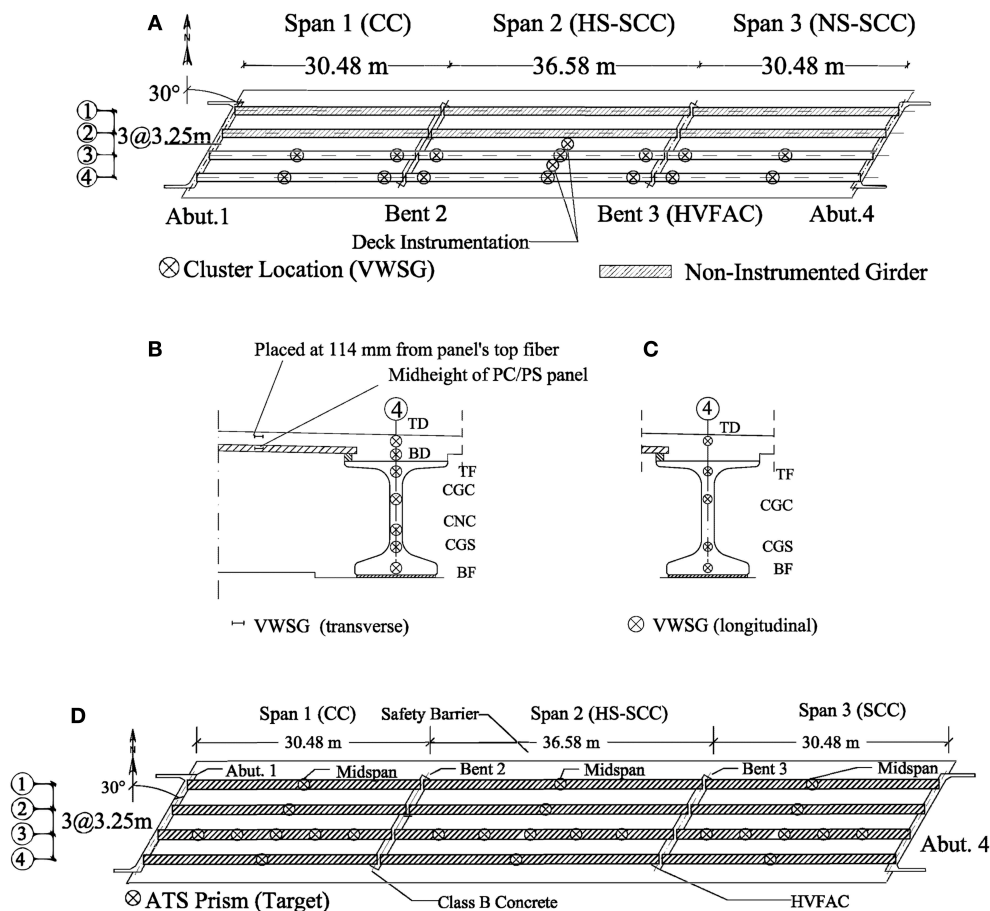 A
Span 1 (CC)
Span 2 (HS-SCC)
Span 3 (NS-SCC)
N
30.48 m
36.58 m
30.48 m
30º
1
2
3@3.25m
3
4
Abut.1
Bent 2
Bent 3 (HVFAC)
Abut.4
Deck Instrumentation
Cluster Location (VWSG)
Non-Instrumented Girder
B
C
Placed at 114 mm from panel's top fiber
Midheight of PC/PS panel
4
TD
BD
TF
CGC
CNC
CGS
BF
4
TD
TF
CGC
CGS
BF
VWSG (transverse)
VWSG (longitudinal)
D
Span 1 (CC)
Safety Barrier
Span 2 (HS-SCC)
Span 3 (SCC)
N
30.48 m
36.58 m
30.48 m
Abut. 1
Midspan
Bent 2
Midspan
Bent 3
Midspan
30º
1
2
3@3.25m
3
4
Abut. 4
ATS Prism (Target)
Class B Concrete
HVFAC